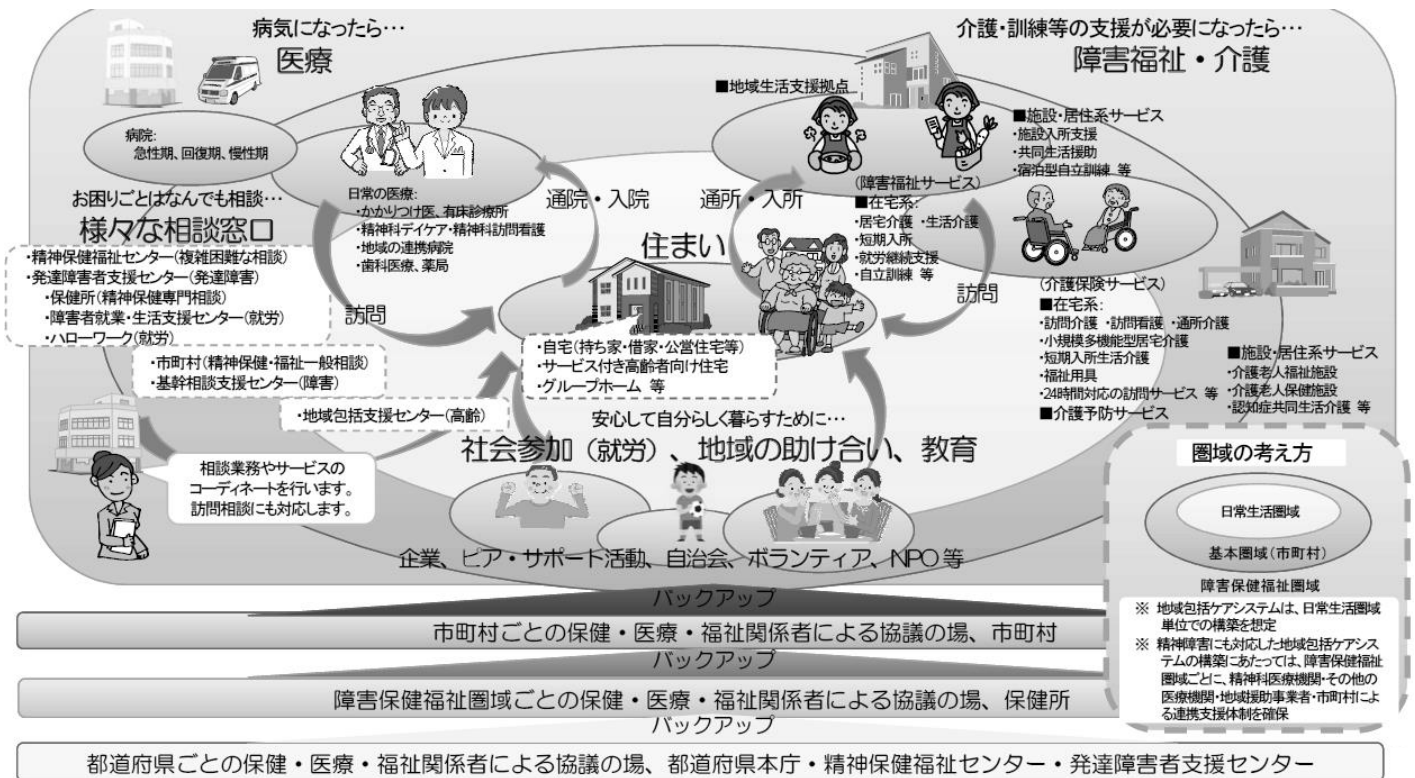 病気になったら…
医療
介護・訓練等の支援が必要になったら…
障害福祉・介護
病院:
急性期、回復期、慢性期
日常の医療:
・かかりつけ医、有床診療所
・精神科デイケア・精神科訪問看護
・地域の連携病院
・歯科医療、薬局
■地域生活支援拠点
■施設・居住系サービス
・施設入所支援
・共同生活援助
・宿泊型自立訓練 等
お困りごとはなんでも相談…
様々な相談窓口
・精神保健福祉センター(複雑困難な相談)
・発達障害者支援センター(発達障害)
・保健所(精神保健専門相談)
・障害者就業・生活支援センター(就労)
・ハローワーク(就労)
・市町村(精神保健・福祉一般相談)
・基幹相談支援センター(障害)
・地域包括支援センター(高齢)
相談業務やサービスの
コーディネートを行います。
訪問相談にも対応します。
訪問
通院・入院
通所・入所
住まい
・自宅(持ち家・借家・公営住宅等)
・サービス付き高齢者向け住宅
・グループホーム 等
(障害福祉サービス)
■在宅系:
・居宅介護 ・生活介護
・短期入所
・就労継続支援
・自立訓練 等
訪問
(介護保険サービス)
■在宅系:
・訪問介護 ・訪問看護 ・通所介護
・小規模多機能型居宅介護
・短期入所生活介護
・福祉用具
・24時間対応の訪問サービス 等
■介護予防サービス
■施設・居住系サービス
・介護老人福祉施設
・介護老人保健施設
・認知症共同生活介護 等
安心して自分らしく暮らすために…
社会参加(就労)、地域の助け合い、教育
企業、ピア・サポート活動、自治会、ボランティア、NPO 等
圏域の考え方
日常生活圏域
基本圏域(市町村)
障害保健福祉圏域
※ 地域包括ケアシステムは、日常生活圏域
単位での構築を想定
※ 精神障害にも対応した地域包括ケアシス
テムの構築にあたっては、障害保健福祉
圏域ごとに、精神科医療機関・その他の
医療機関・地域援助事業者・市町村によ
る連携支援体制を確保
バックアップ
市町村ごとの保健・医療・福祉関係者による協議の場、市町村
バックアップ
障害保健福祉圏域ごとの保健・医療・福祉関係者による協議の場、保健所
バックアップ
都道府県ごとの保健・医療・福祉関係者による協議の場、都道府県本庁・精神保健福祉センター・発達障害者支援センター